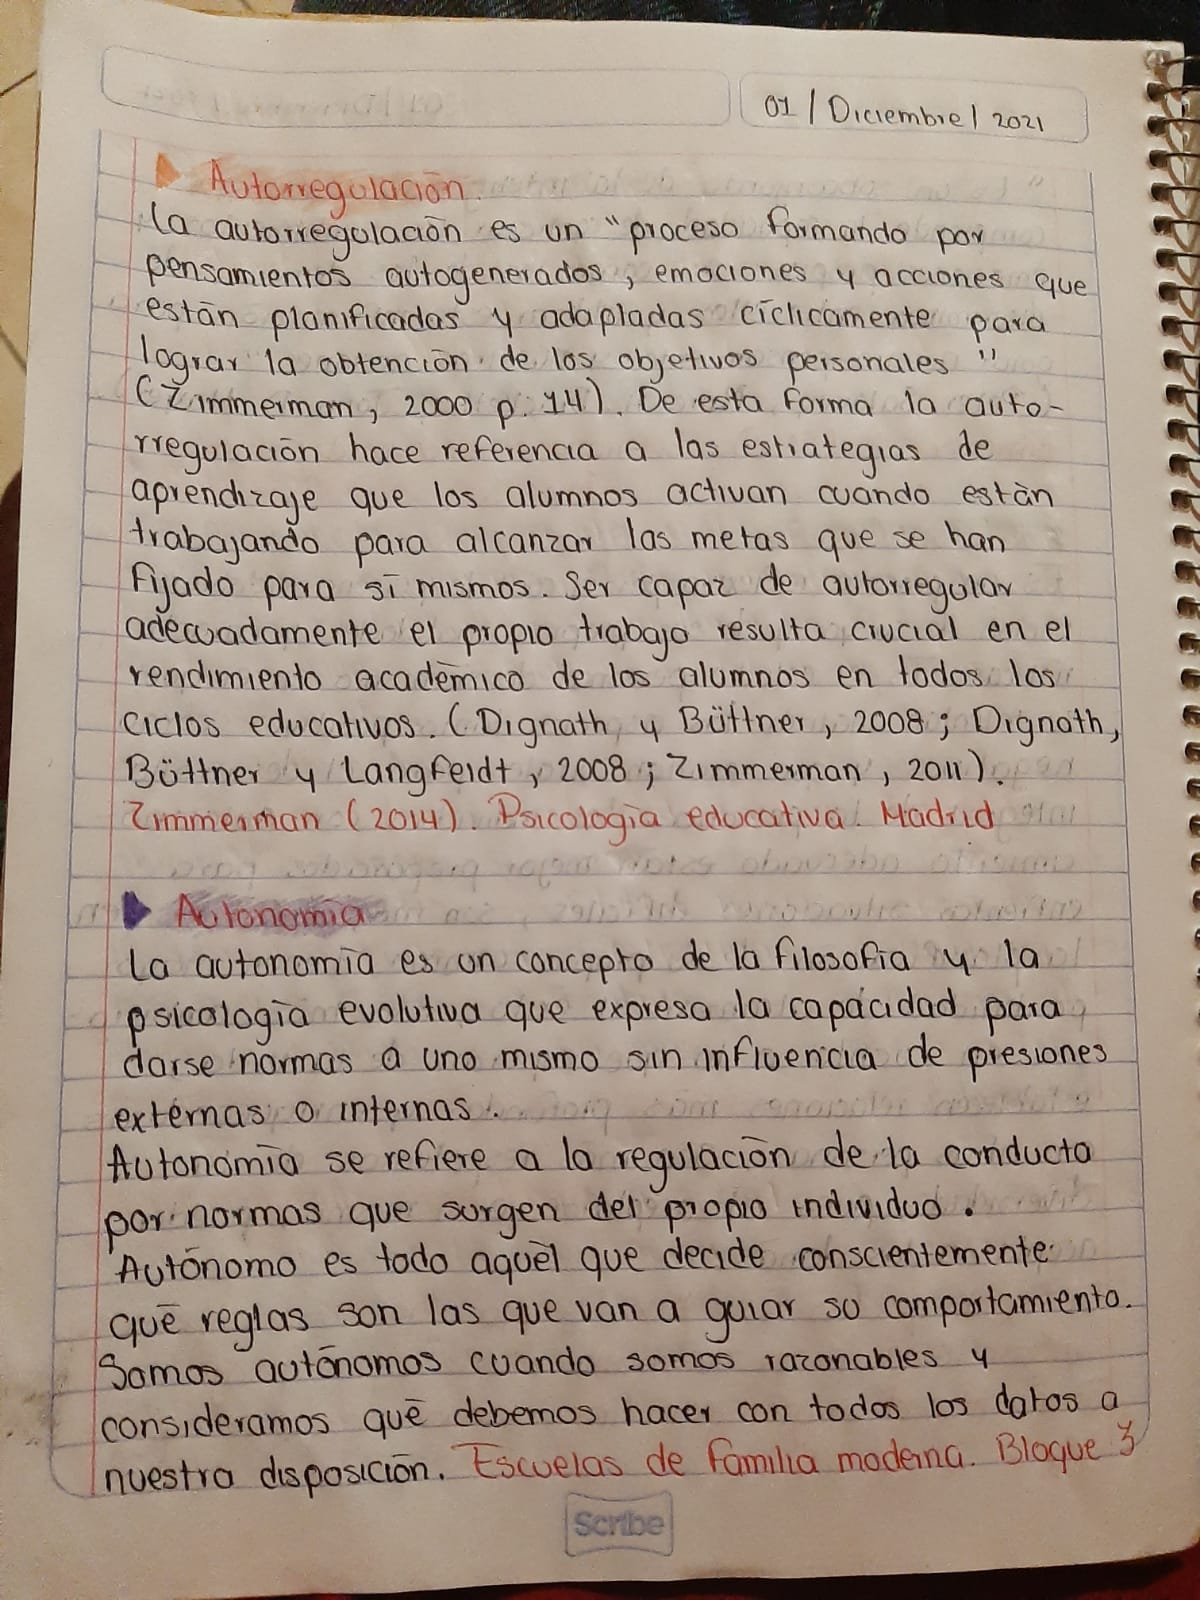 01 / Diciembre / 2021
Autorregulación
La autorregulación es un "proceso formando por
pensamientos autogenerados, emociones y acciones que
están planificadas y adapladas cíclicamente para
lograr la obtención de los objetivos personales"
(Zimmerman, 2000 p. 14). De esta forma la auto-
rregulación hace referencia a las estrategias de
aprendizaje que los alumnos activan cuando están
trabajando para alcanzar las metas que se han
fijado para sí mismos. Ser capaz de autorregular
adecuadamente el propio trabajo resulta crucial en el
rendimiento académico de los alumnos en todos los
ciclos educativos. (Dignath y Büttner, 2008; Dignath,
Büttner y Langfeldt, 2008; Zimmerman, 2011).
Zimmerman (2014). Psicología educativa. Madrid
Autonomía
La autonomía es un concepto de la filosofía y la
psicología evolutiva que expresa la capacidad para
darse normas a uno mismo sin influencia de presiones
externas o internas.
Autonomía se refiere a la regulación de la conducta
por normas que surgen del propio individuo.
Autónomo es todo aquél que decide conscientemente
qué reglas son las que van a guiar su comportamiento.
Somos autónomos cuando somos razonables y
consideramos qué debemos hacer con todos los datos a
nuestra disposición. Escuelas de familia moderna. Bloque 3
Scribe